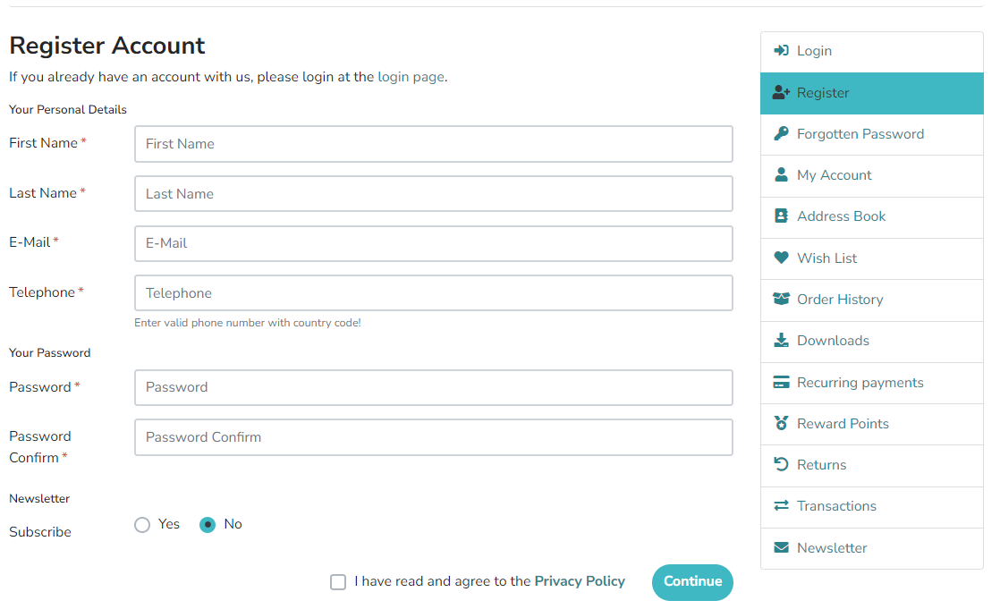 Register Account
If you already have an account with us, please login at the login page.
Your Personal Details
First Name *
First Name
Last Name *
Last Name
E-Mail *
E-Mail
Telephone *
Telephone
Enter valid phone number with country code!
Your Password
Password *
Password
Password
Confirm *
Password Confirm
Newsletter
Subscribe
Yes
No
I have read and agree to the Privacy Policy
Continue
Login
Register
Forgotten Password
My Account
Address Book
Wish List
Order History
Downloads
Recurring payments
Reward Points
Returns
Transactions
Newsletter